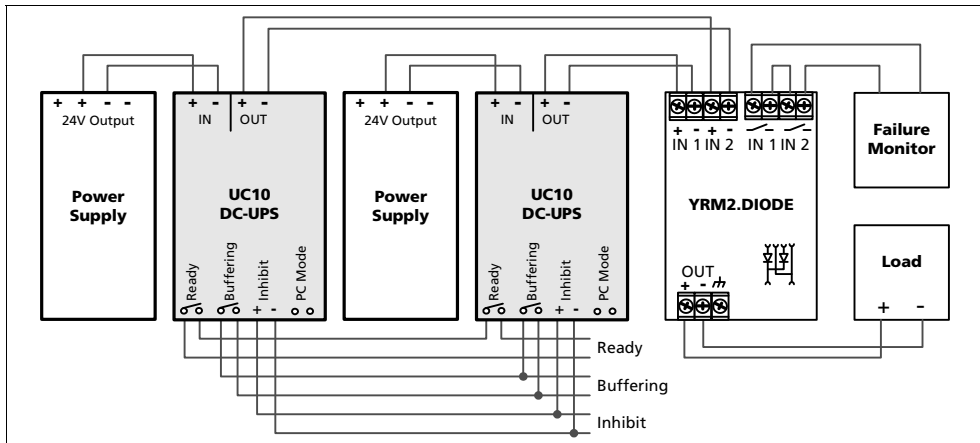 + + - -
24V Output
Power
Supply
+ - + -
IN OUT
UC10
DC-UPS
Ready
Buffering
Inhibit
PC Mode
+ -
+ + - -
24V Output
Power
Supply
+ - + -
IN OUT
UC10
DC-UPS
Ready
Buffering
Inhibit
PC Mode
+ -
+ - + -
IN 1 IN 2 IN 1 IN 2
YRM2.DIODE
OUT
+ -
Failure
Monitor
Load
+ -
Ready
Buffering
Inhibit